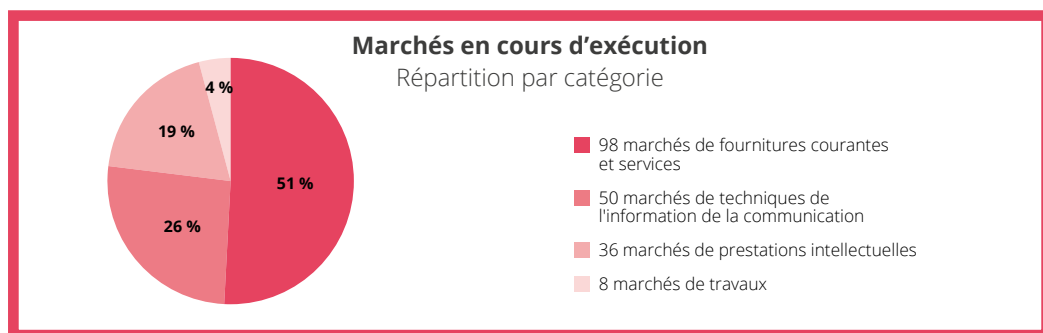 Marchés en cours d’exécution
Répartition par catégorie
4 %
19 %
51 %
26 %
98 marchés de fournitures courantes
et services
50 marchés de techniques de
l'information de la communication
36 marchés de prestations intellectuelles
8 marchés de travaux